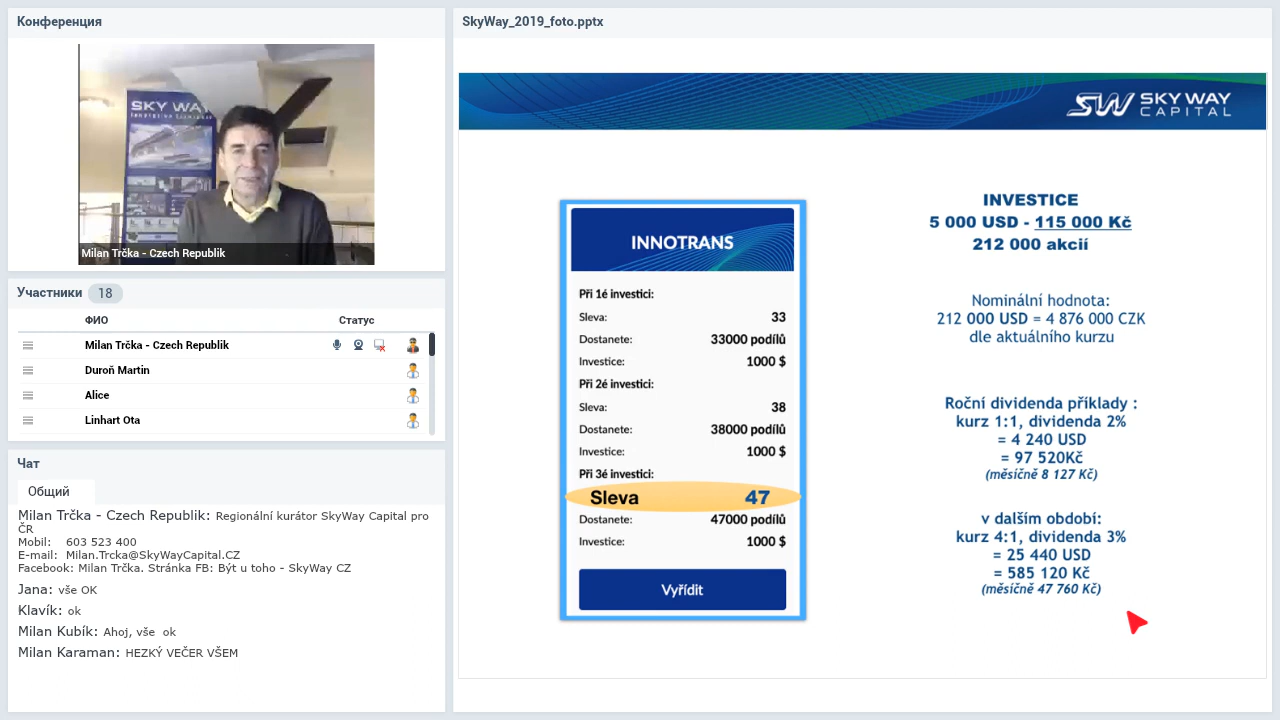 Конференция
SKY WAY
Milan Trčka - Czech Republik
Участники 18
ФИО Статус
Milan Trčka - Czech Republik
Duroň Martin
Alice
Linhart Ota
Чат
Общий
Milan Trčka - Czech Republik: Regionální kurátor SkyWay Capital pro
ČR
Mobil: 603 523 400
E-mail: Milan.Trcka@SkyWayCapital.CZ
Facebook: Milan Trčka. Stránka FB: Být u toho - SkyWay CZ
Jana: vše OK
Klavík: ok
Milan Kubík: Ahoj, vše ok
Milan Karaman: HEZKÝ VEČER VŠEM
SkyWay_2019_foto.pptx
SW SKY WAY
CAPITAL
INNOTRANS
Při 1é investici:
Sleva: 33
Dostanete: 33000 podílů
Investice: 1000 $
Při 2é investici:
Sleva: 38
Dostanete: 38000 podílů
Investice: 1000 $
Při 3é investici:
Sleva 47
Dostanete: 47000 podílů
Investice: 1000 $
Vyřídit
INVESTICE
5 000 USD - 115 000 Kč
212 000 akcií
Nominální hodnota:
212 000 USD = 4 876 000 CZK
dle aktuálního kurzu
Roční dividenda příklady :
kurz 1:1, dividenda 2%
= 4 240 USD
= 97 520Kč
(měsíčně 8 127 Kč)
v dalším období:
kurz 4:1, dividenda 3%
= 25 440 USD
= 585 120 Kč
(měsíčně 47 760 Kč)